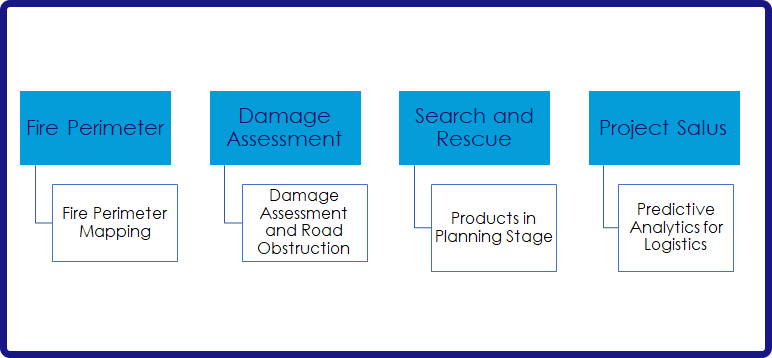 Fire Perimeter
Fire Perimeter
Mapping
Damage
Assessment
Damage
Assessment
and Road
Obstruction
Search and
Rescue
Products in
Planning Stage
Project Salus
Predictive
Analytics for
Logistics